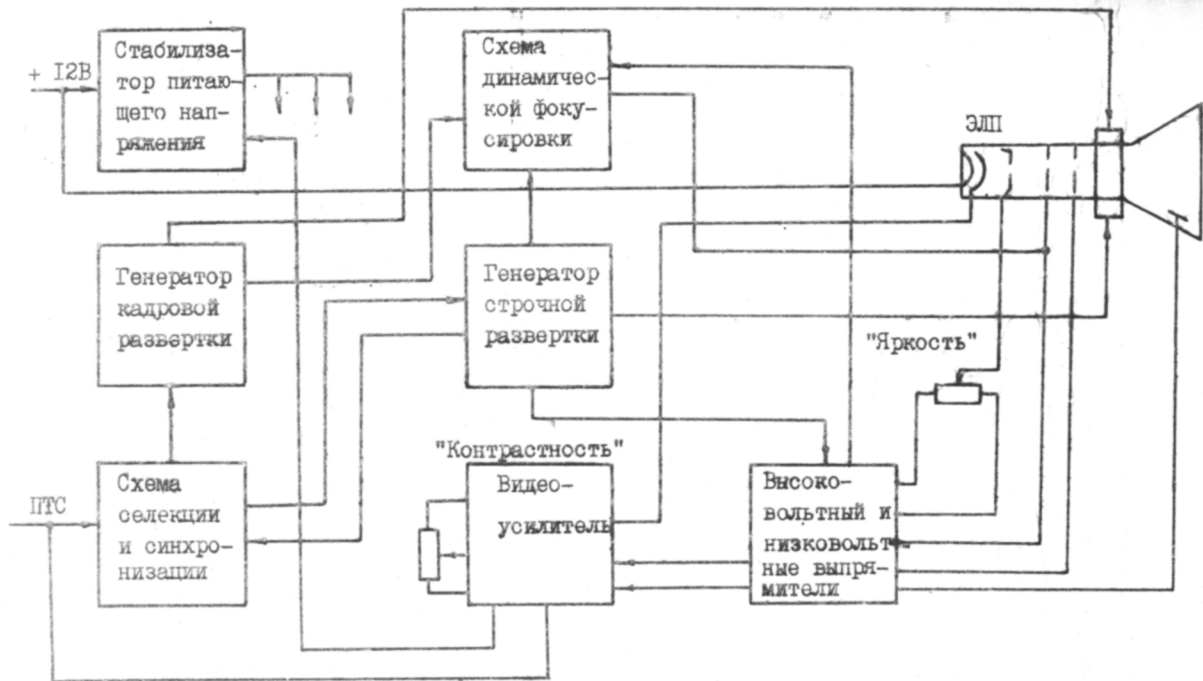 + I2В
Стабилиза-
тор питаю
щего нап-
ряжения
Схема
динамичес-
кой фоку-
сировки
ЭЛП
Генератор
кадровой
развертки
Генератор
строчной
развертки
"Яркость"
ПТС
Схема
селекции
и синхро-
низации
"Контрастность"
Видео-
усилитель
Высоко-
вольтный и
низковольт-
ные выпря-
мители